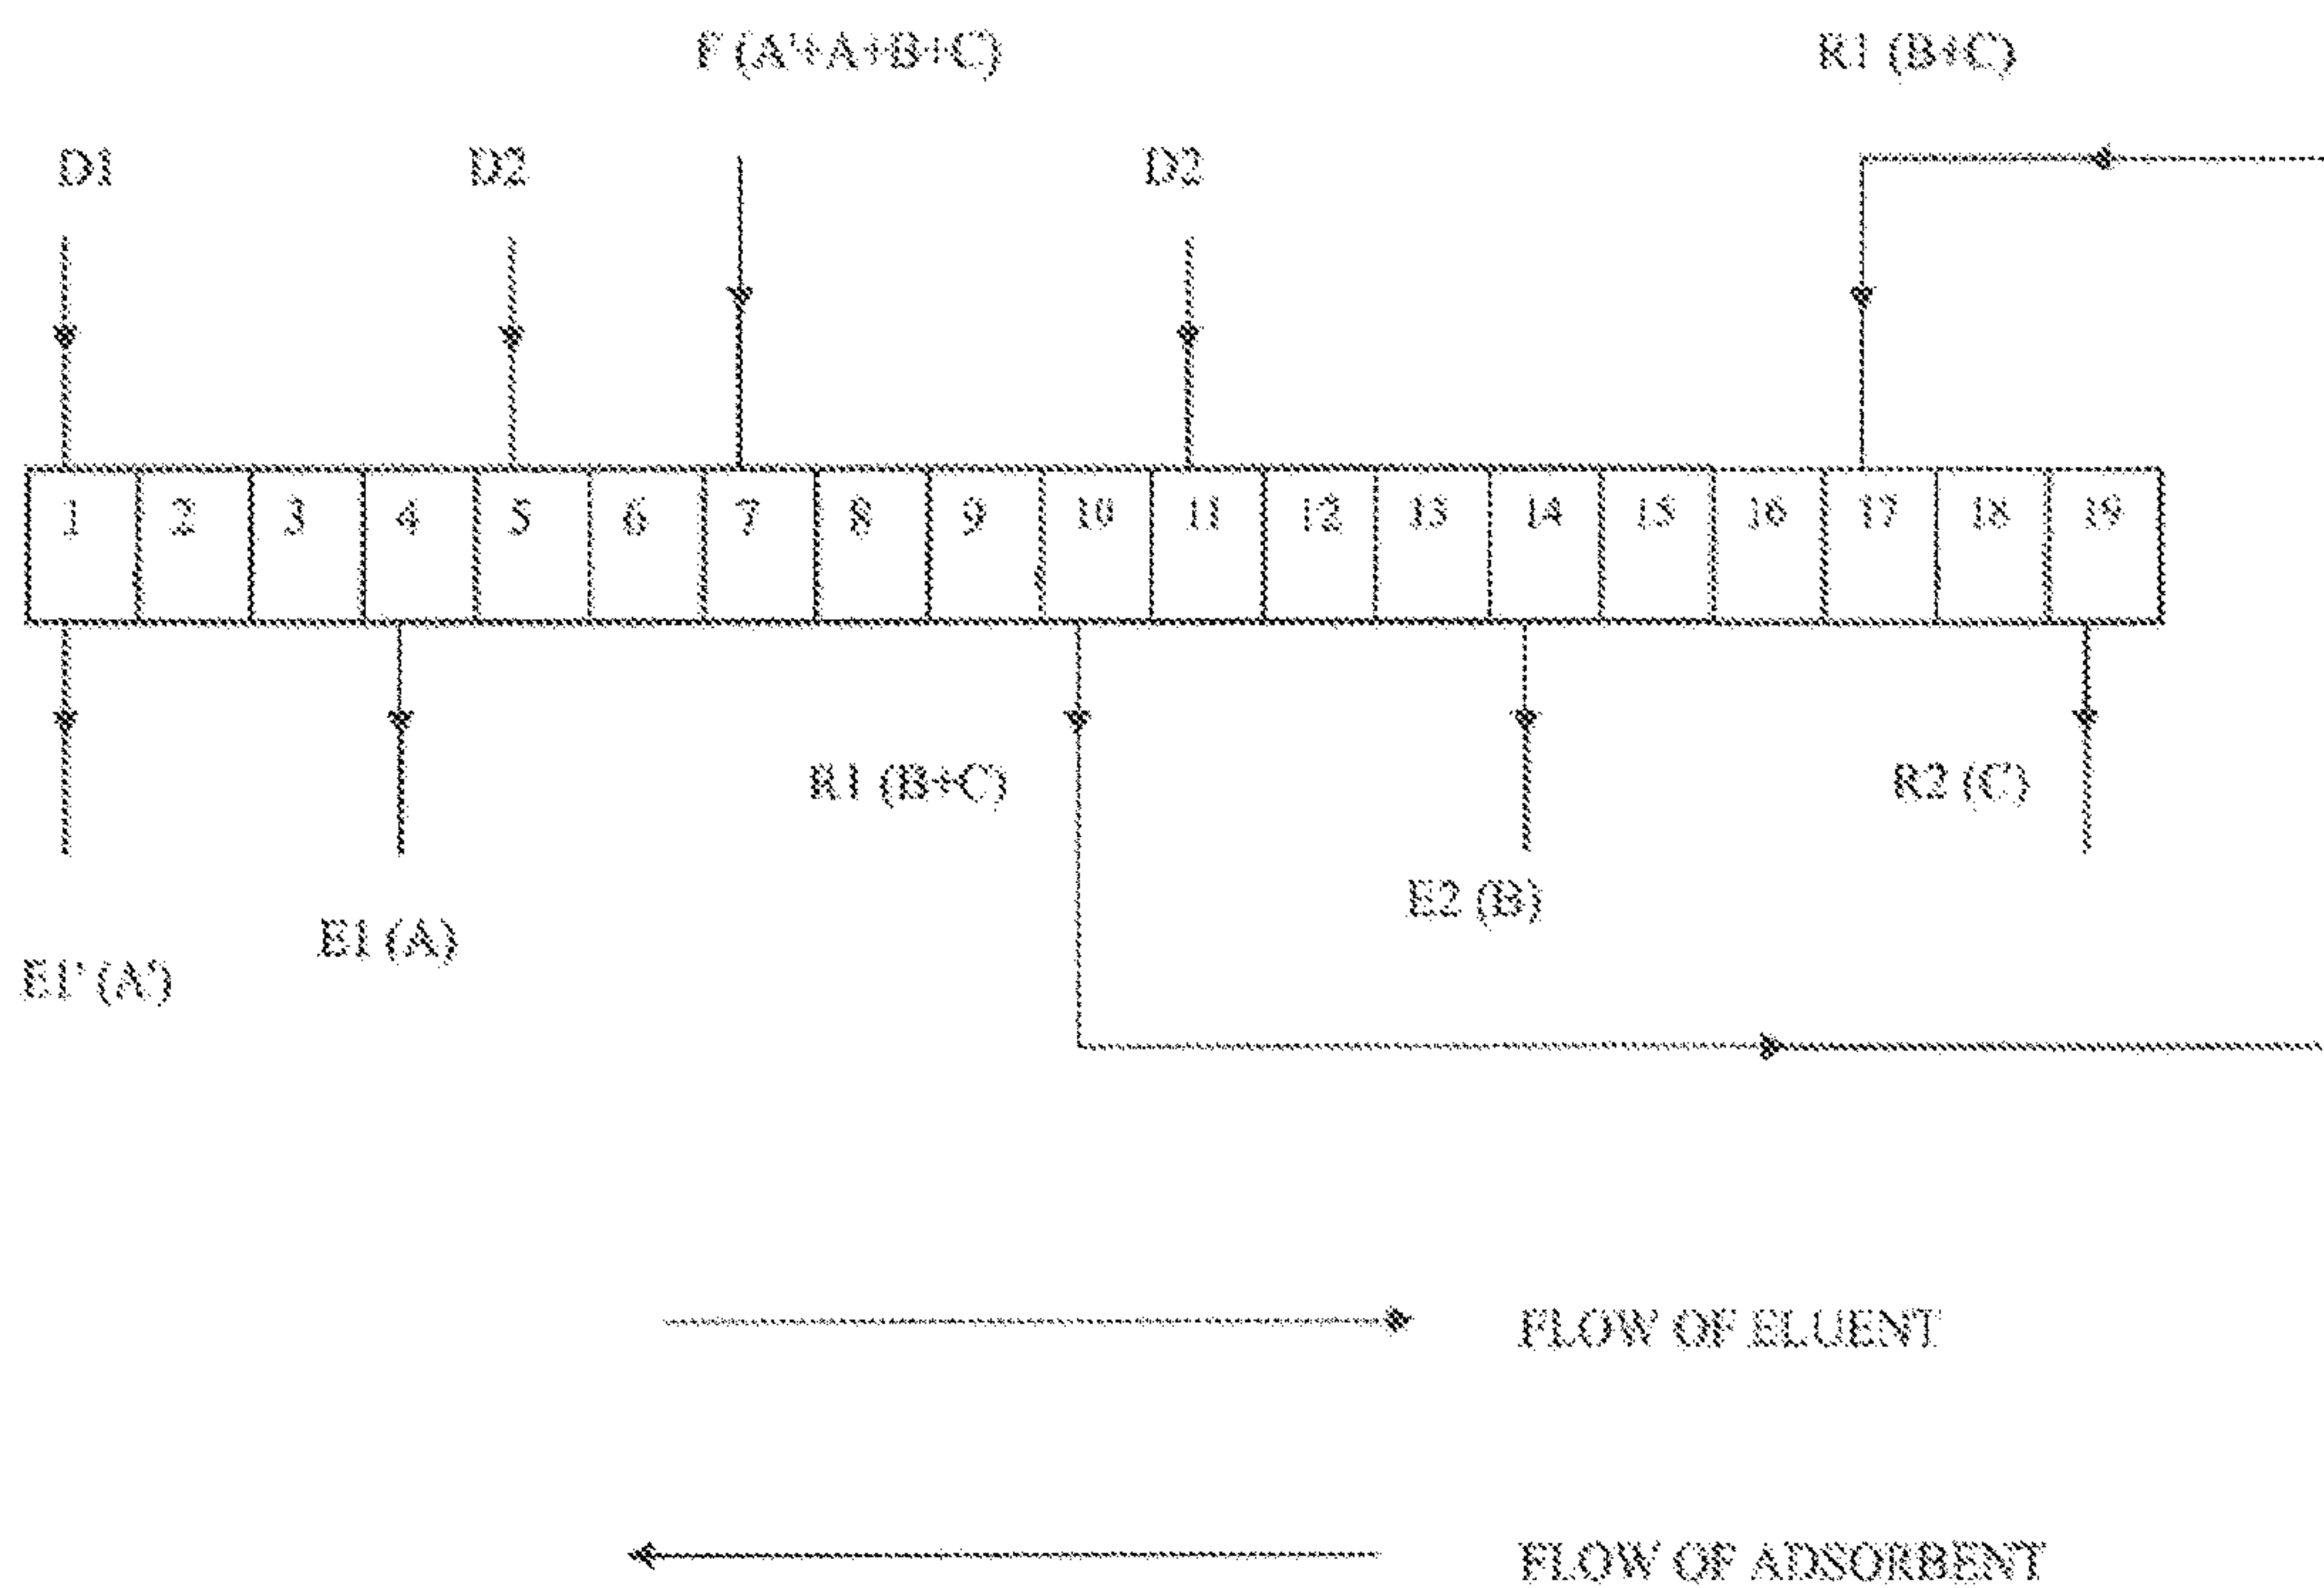 F (A'+A+B+C)
R1 (B+C)
D1
D2
D2
1 2 3 4 5 6 7 8 9 10 11 12 13 14 15 16 17 18 19
R1 (B+C)
R2 (C)
E2 (B)
E1 (A)
E1' (A')
FLOW OF ELUENT
FLOW OF ADSORBENT